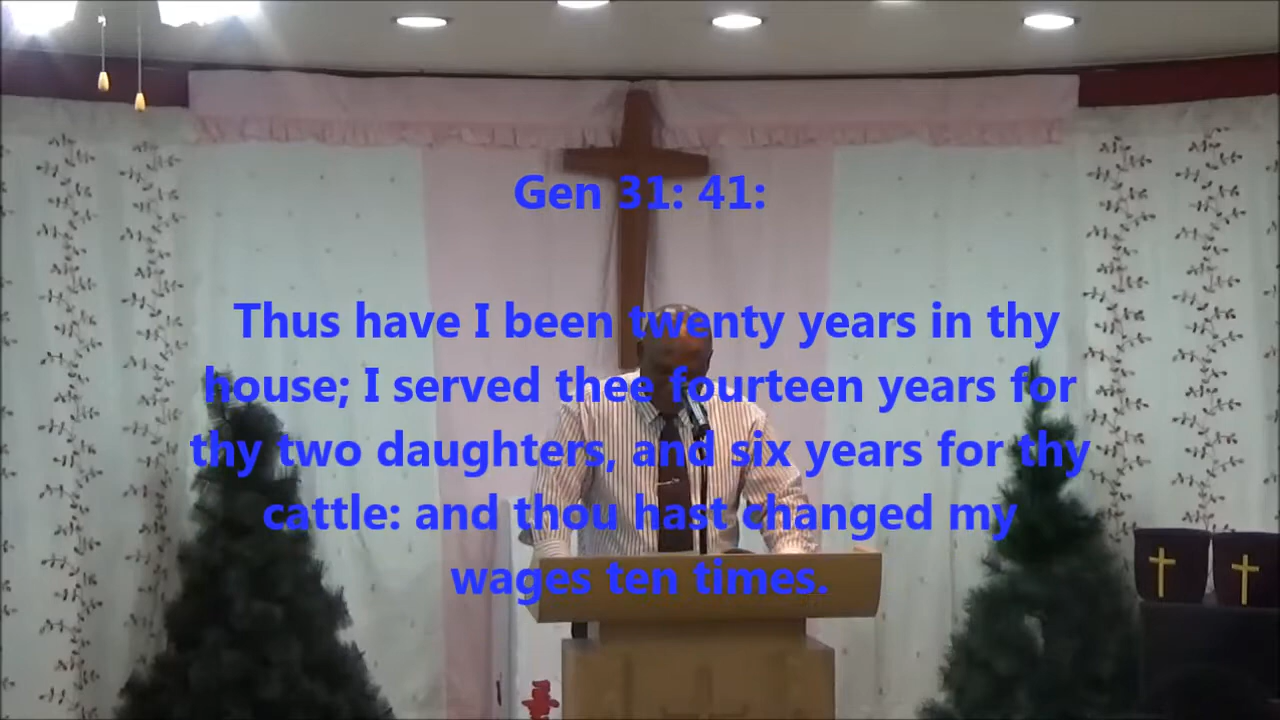 Gen 31: 41:
Thus have I been twenty years in thy
house; I served thee fourteen years for
thy two daughters, and six years for thy
cattle: and thou hast changed my
wages ten times.